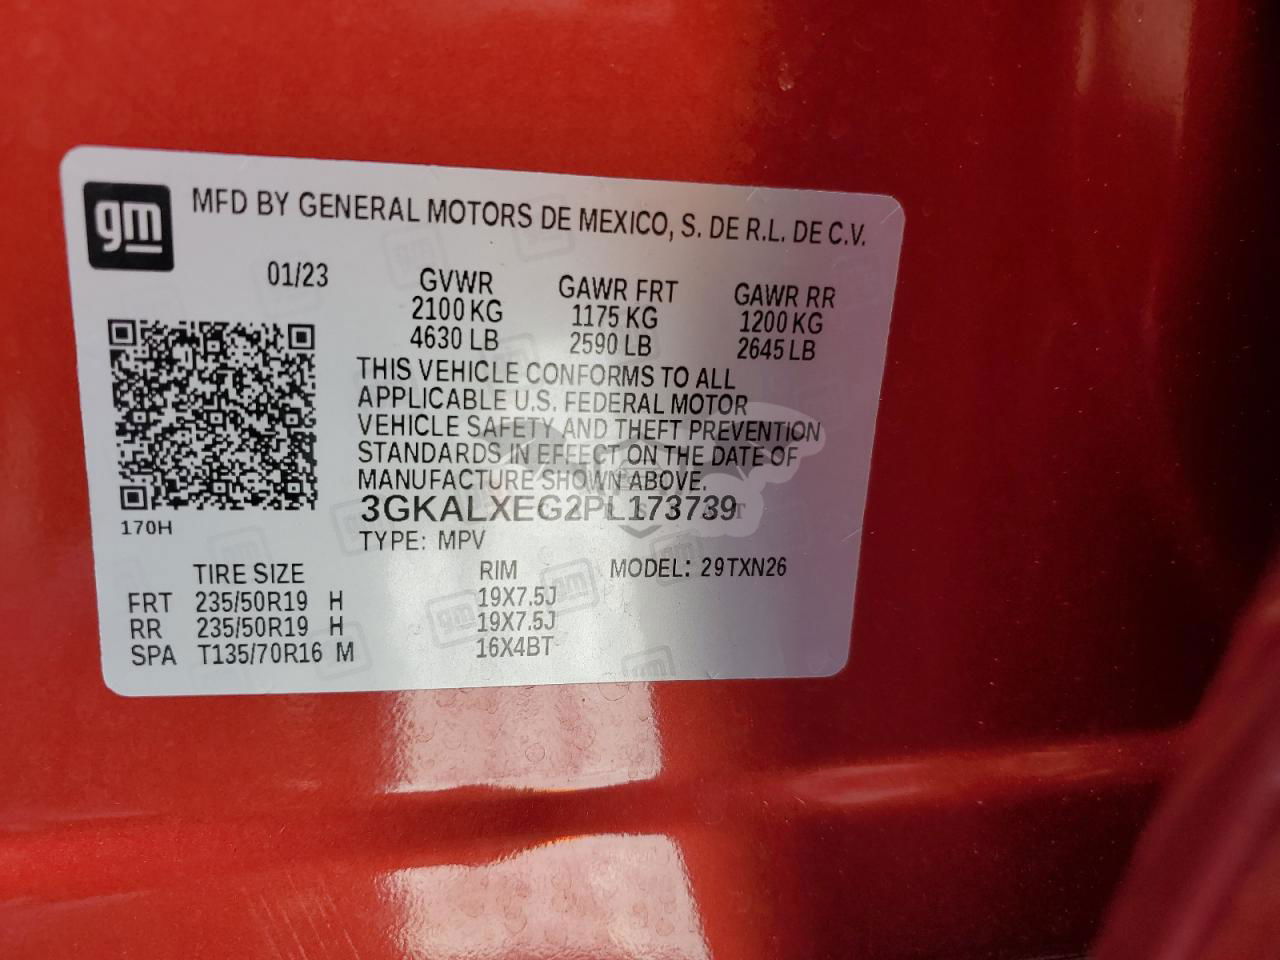 gm MFD BY GENERAL MOTORS DE MEXICO, S. DE R.L. DE C.V.
01/23 GVWR GAWR FRT GAWR RR
2100 KG 1175 KG 1200 KG
4630 LB 2590 LB 2645 LB
THIS VEHICLE CONFORMS TO ALL
APPLICABLE U.S. FEDERAL MOTOR
VEHICLE SAFETY AND THEFT PREVENTION
STANDARDS IN EFFECT ON THE DATE OF
MANUFACTURE SHOWN ABOVE.
3GKALXEG2PL173739
170H TYPE: MPV
TIRE SIZE RIM MODEL: 29TXN26
FRT 235/50R19 H 19X7.5J
RR 235/50R19 H 19X7.5J
SPA T135/70R16 M 16X4BT